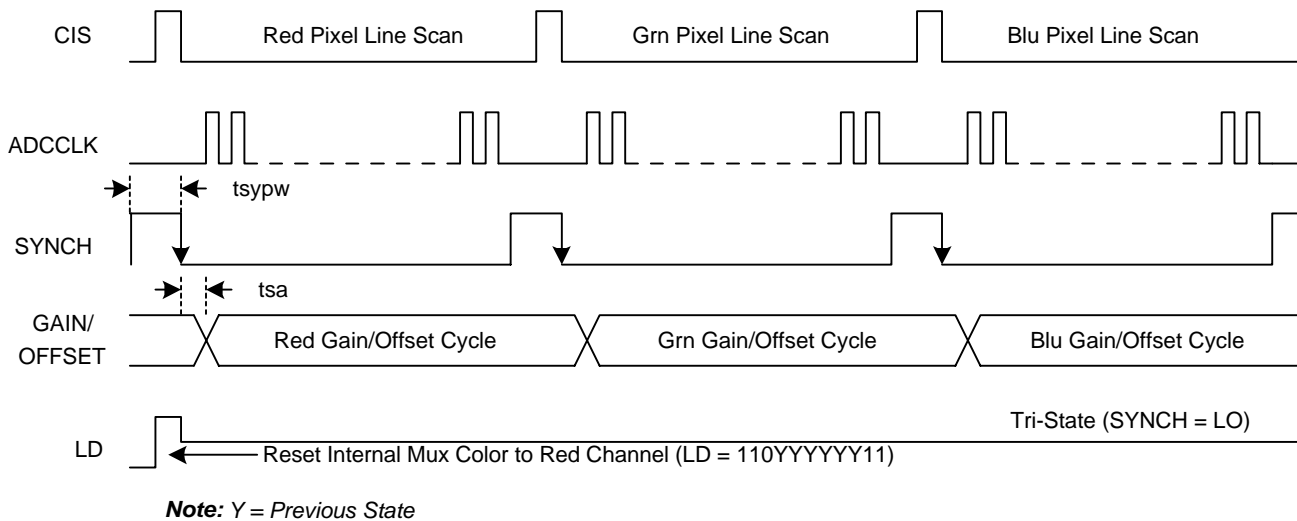 CIS Red Pixel Line Scan Grn Pixel Line Scan Blu Pixel Line Scan
ADCCLK
tsypw
SYNCH
tsa
GAIN/
OFFSET
Red Gain/Offset Cycle Grn Gain/Offset Cycle Blu Gain/Offset Cycle
Tri-State (SYNCH = LO)
LD
Reset Internal Mux Color to Red Channel (LD = 110YYYYYY11)
Note: Y = Previous State